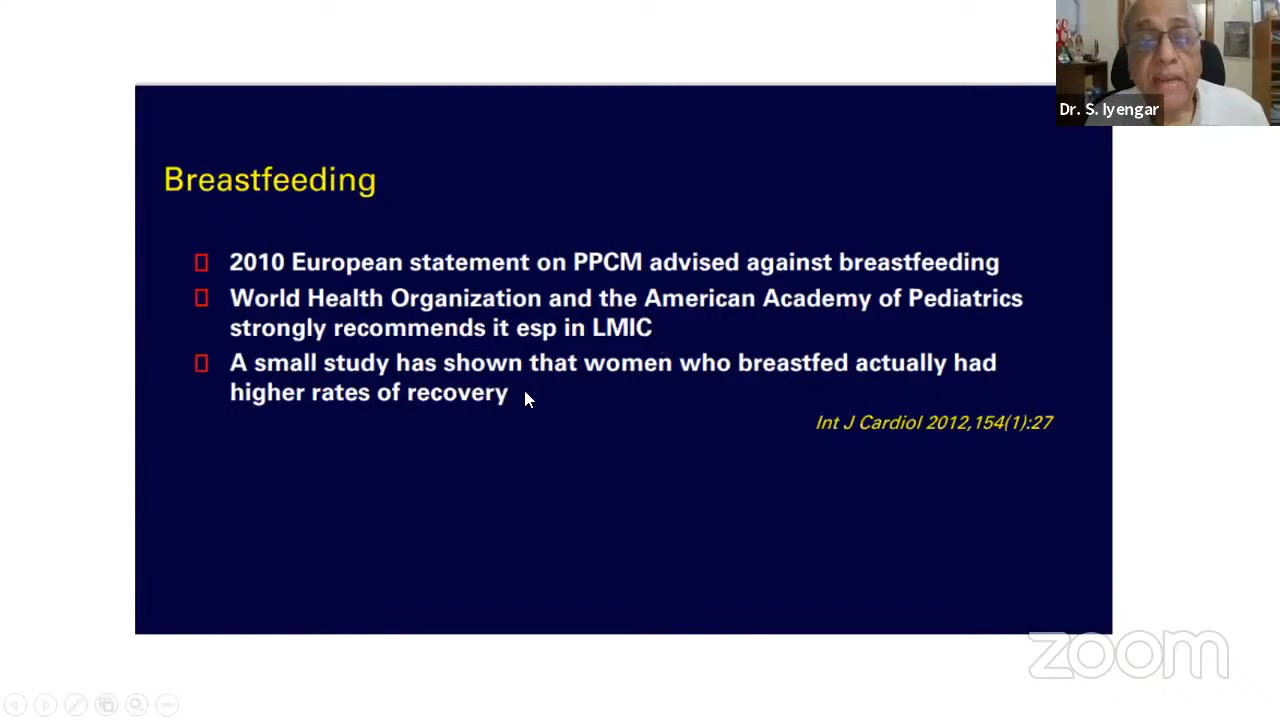 Dr. S. Iyengar
Breastfeeding
2010 European statement on PPCM advised against breastfeeding
World Health Organization and the American Academy of Pediatrics
strongly recommends it esp in LMIC
A small study has shown that women who breastfed actually had
higher rates of recovery
Int J Cardiol 2012,154(1):27
zoom